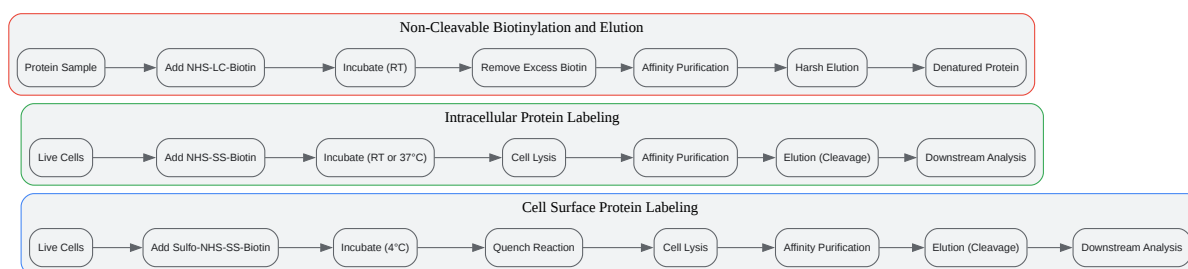 Non-Cleavable Biotinylation and Elution
Protein Sample
Add NHS-LC-Biotin
Incubate (RT)
Remove Excess Biotin
Affinity Purification
Harsh Elution
Denatured Protein
Intracellular Protein Labeling
Live Cells
Add NHS-SS-Biotin
Incubate (RT or 37°C)
Cell Lysis
Affinity Purification
Elution (Cleavage)
Downstream Analysis
Cell Surface Protein Labeling
Live Cells
Add Sulfo-NHS-SS-Biotin
Incubate (4°C)
Quench Reaction
Cell Lysis
Affinity Purification
Elution (Cleavage)
Downstream Analysis